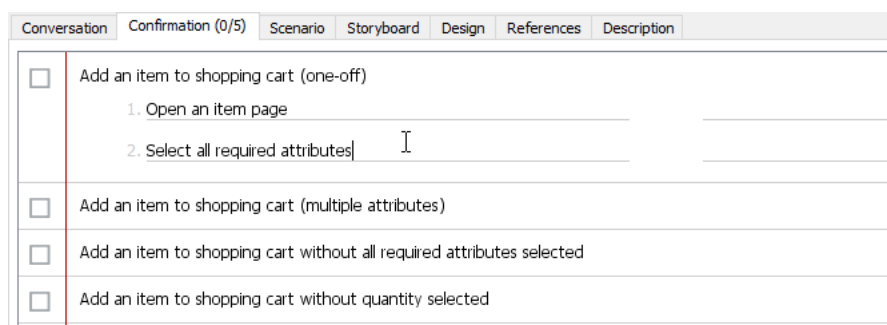 Conversation Confirmation (0/5) Scenario Storyboard Design References Description
Add an item to shopping cart (one-off)
1. Open an item page
2. Select all required attributes
Add an item to shopping cart (multiple attributes)
Add an item to shopping cart without all required attributes selected
Add an item to shopping cart without quantity selected